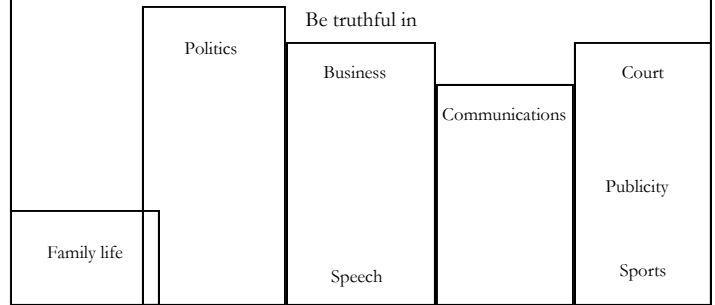 Be truthful in
Politics
Business
Court
Communications
Publicity
Family life
Speech
Sports